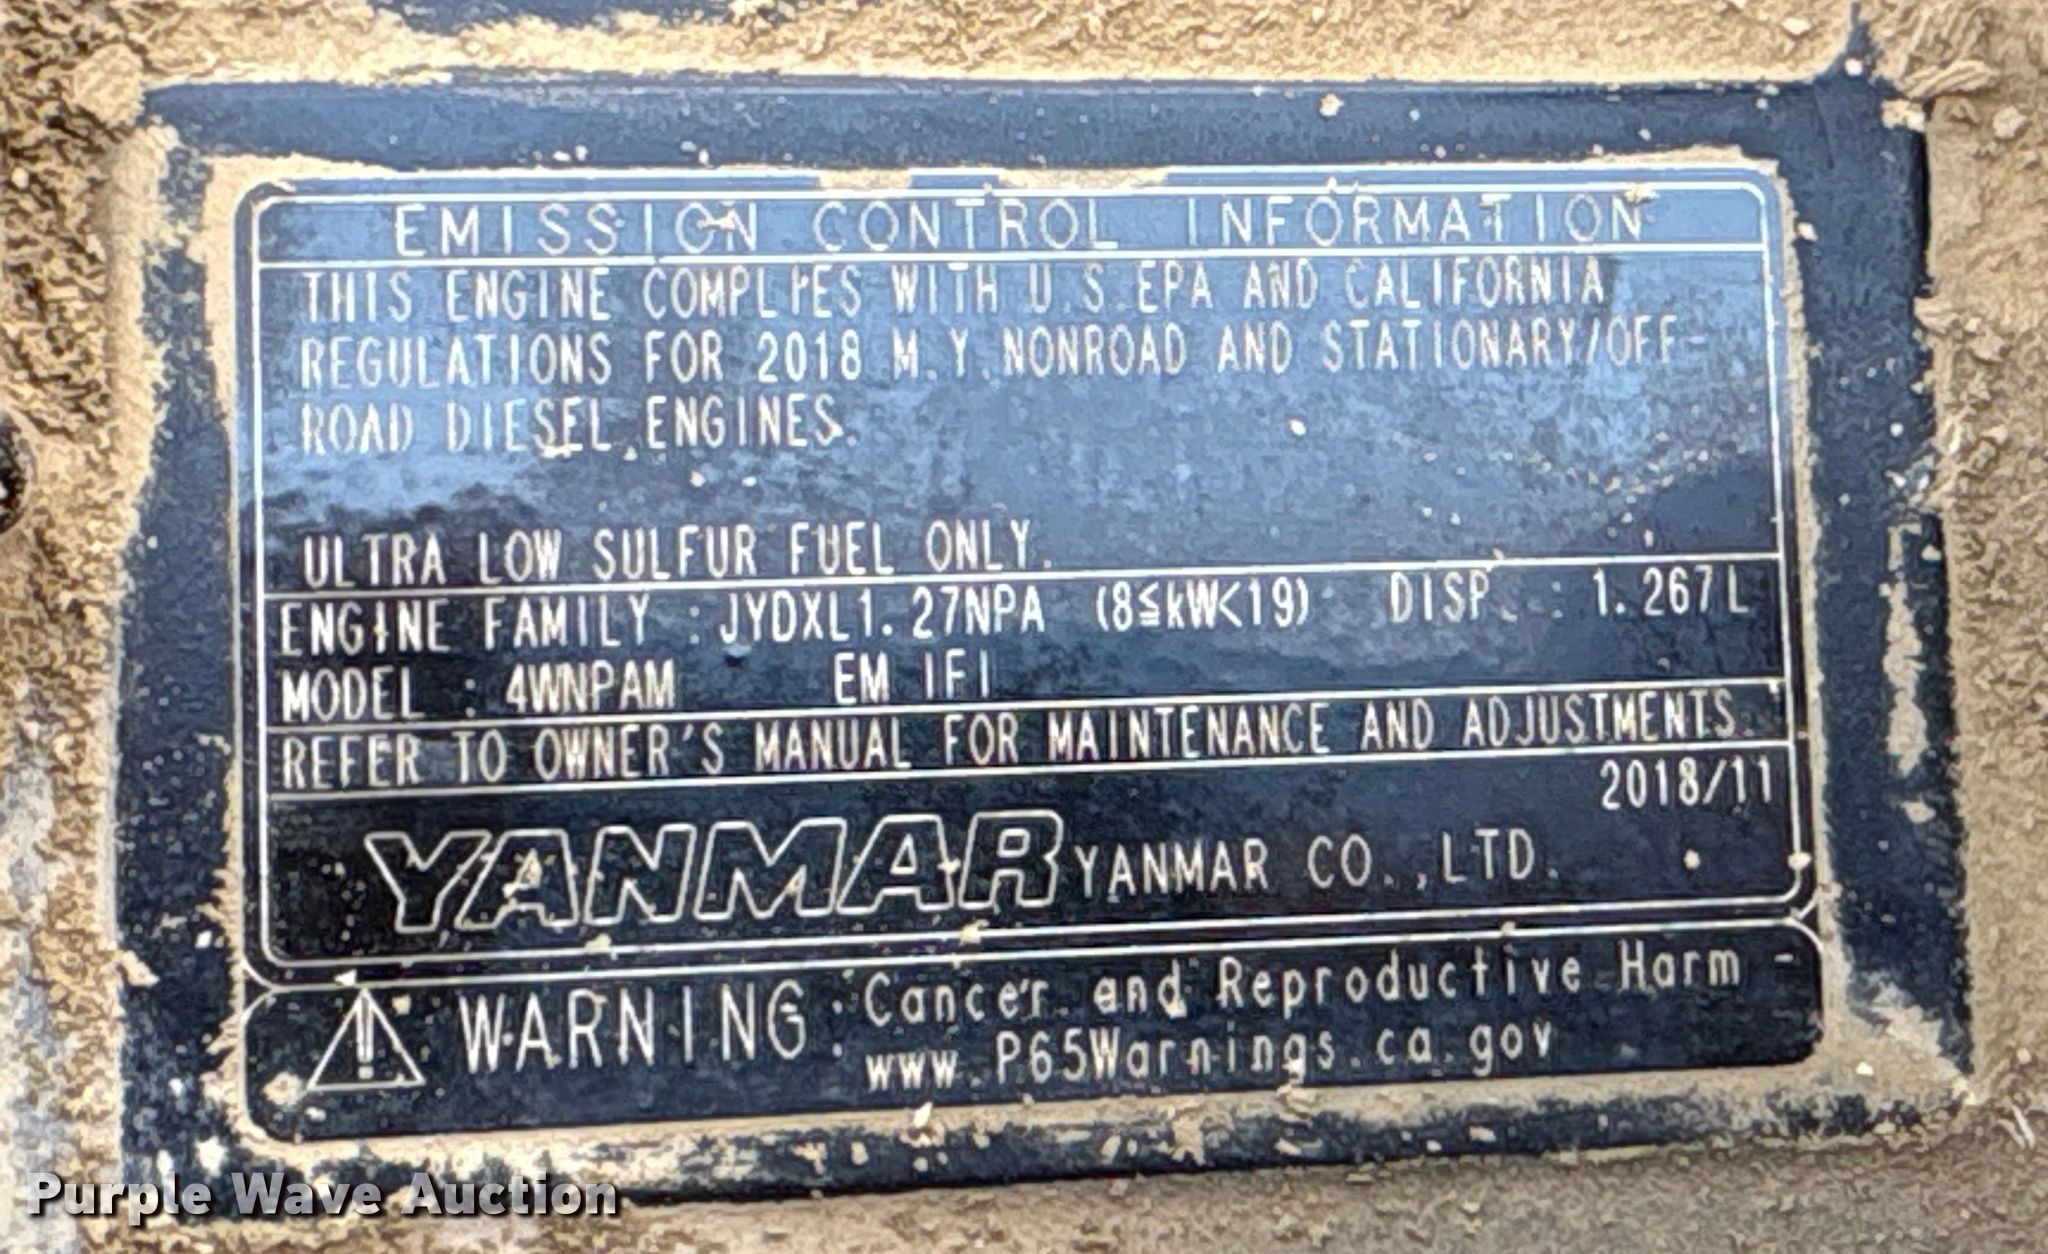 EMISSION CONTROL INFORMATION
THIS ENGINE COMPLIES WITH U.S.EPA AND CALIFORNIA
REGULATIONS FOR 2018 M.Y.NONROAD AND STATIONARY/OFF-
ROAD DIESEL ENGINES.
ULTRA LOW SULFUR FUEL ONLY.
ENGINE FAMILY : JYDXL1.27NPA (8≦kW<19) DISP. : 1.267L
MODEL : 4WNPAM EM IFI
REFER TO OWNER'S MANUAL FOR MAINTENANCE AND ADJUSTMENTS.
2018/11
YANMAR YANMAR CO.,LTD.
WARNING: Cancer and Reproductive Harm -
www.P65Warnings.ca.gov
Purple Wave Auction